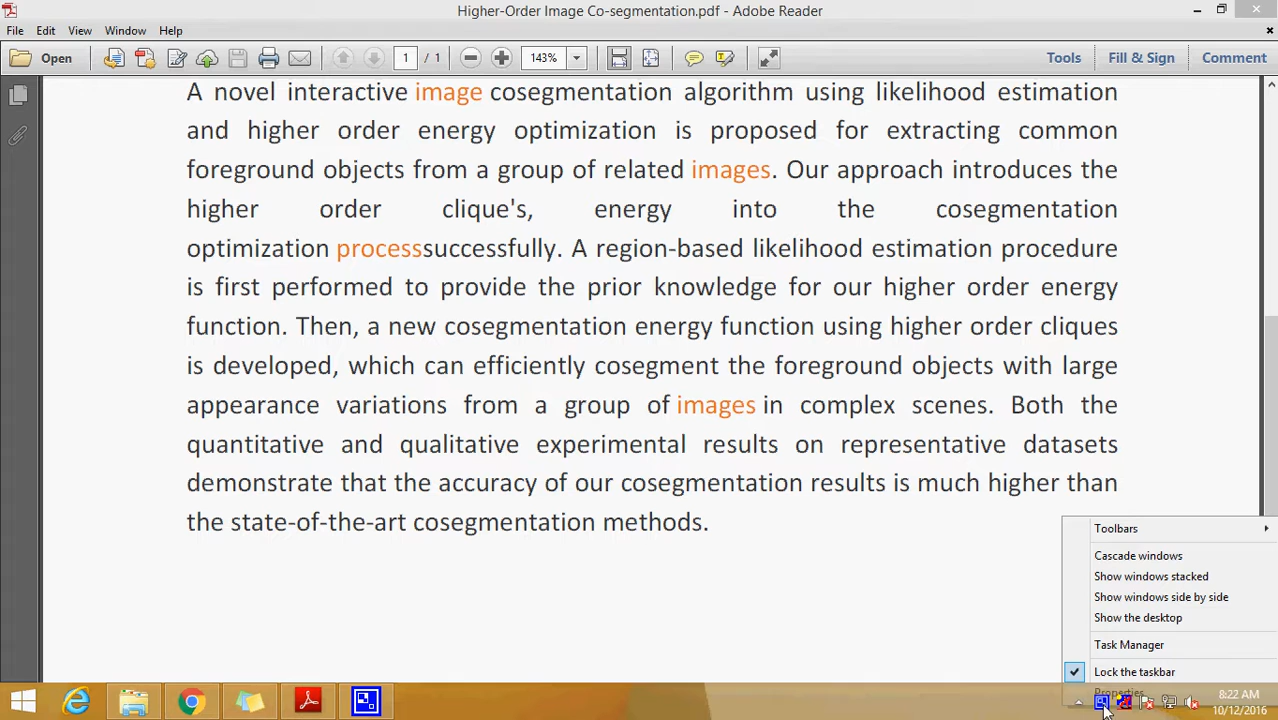 Higher-Order Image Co-segmentation.pdf - Adobe Reader
File Edit View Window Help
Open 1 / 1 143% Tools Fill & Sign Comment
A novel interactive image cosegmentation algorithm using likelihood estimation
and higher order energy optimization is proposed for extracting common
foreground objects from a group of related images. Our approach introduces the
higher order clique's, energy into the cosegmentation
optimization processsuccessfully. A region-based likelihood estimation procedure
is first performed to provide the prior knowledge for our higher order energy
function. Then, a new cosegmentation energy function using higher order cliques
is developed, which can efficiently cosegment the foreground objects with large
appearance variations from a group of images in complex scenes. Both the
quantitative and qualitative experimental results on representative datasets
demonstrate that the accuracy of our cosegmentation results is much higher than
the state-of-the-art cosegmentation methods.
Toolbars
Cascade windows
Show windows stacked
Show windows side by side
Show the desktop
Task Manager
Lock the taskbar
Properties
8:22 AM
10/12/2016